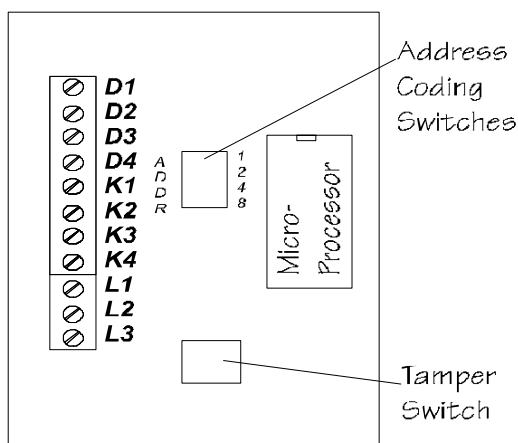 D1
D2
D3
D4
K1
K2
K3
K4
L1
L2
L3
ADDR
1
2
4
8
Micro-
Processor
Address
Coding
Switches
Tamper
Switch